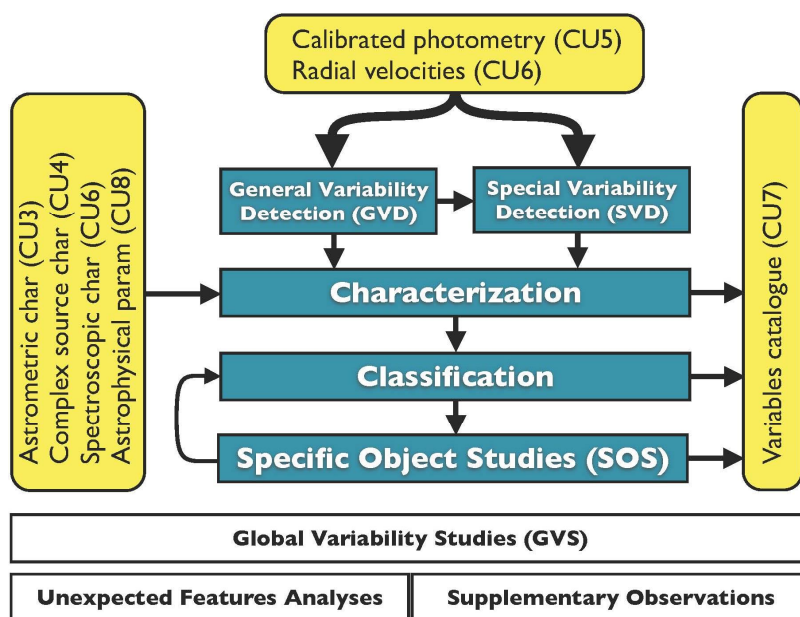 Calibrated photometry (CU5)
Radial velocities (CU6)
Astrometric char (CU3)
Complex source char (CU4)
Spectroscopic char (CU6)
Astrophysical param (CU8)
General Variability
Detection (GVD)
Special Variability
Detection (SVD)
Characterization
Classification
Specific Object Studies (SOS)
Variables catalogue (CU7)
Global Variability Studies (GVS)
Unexpected Features Analyses
Supplementary Observations